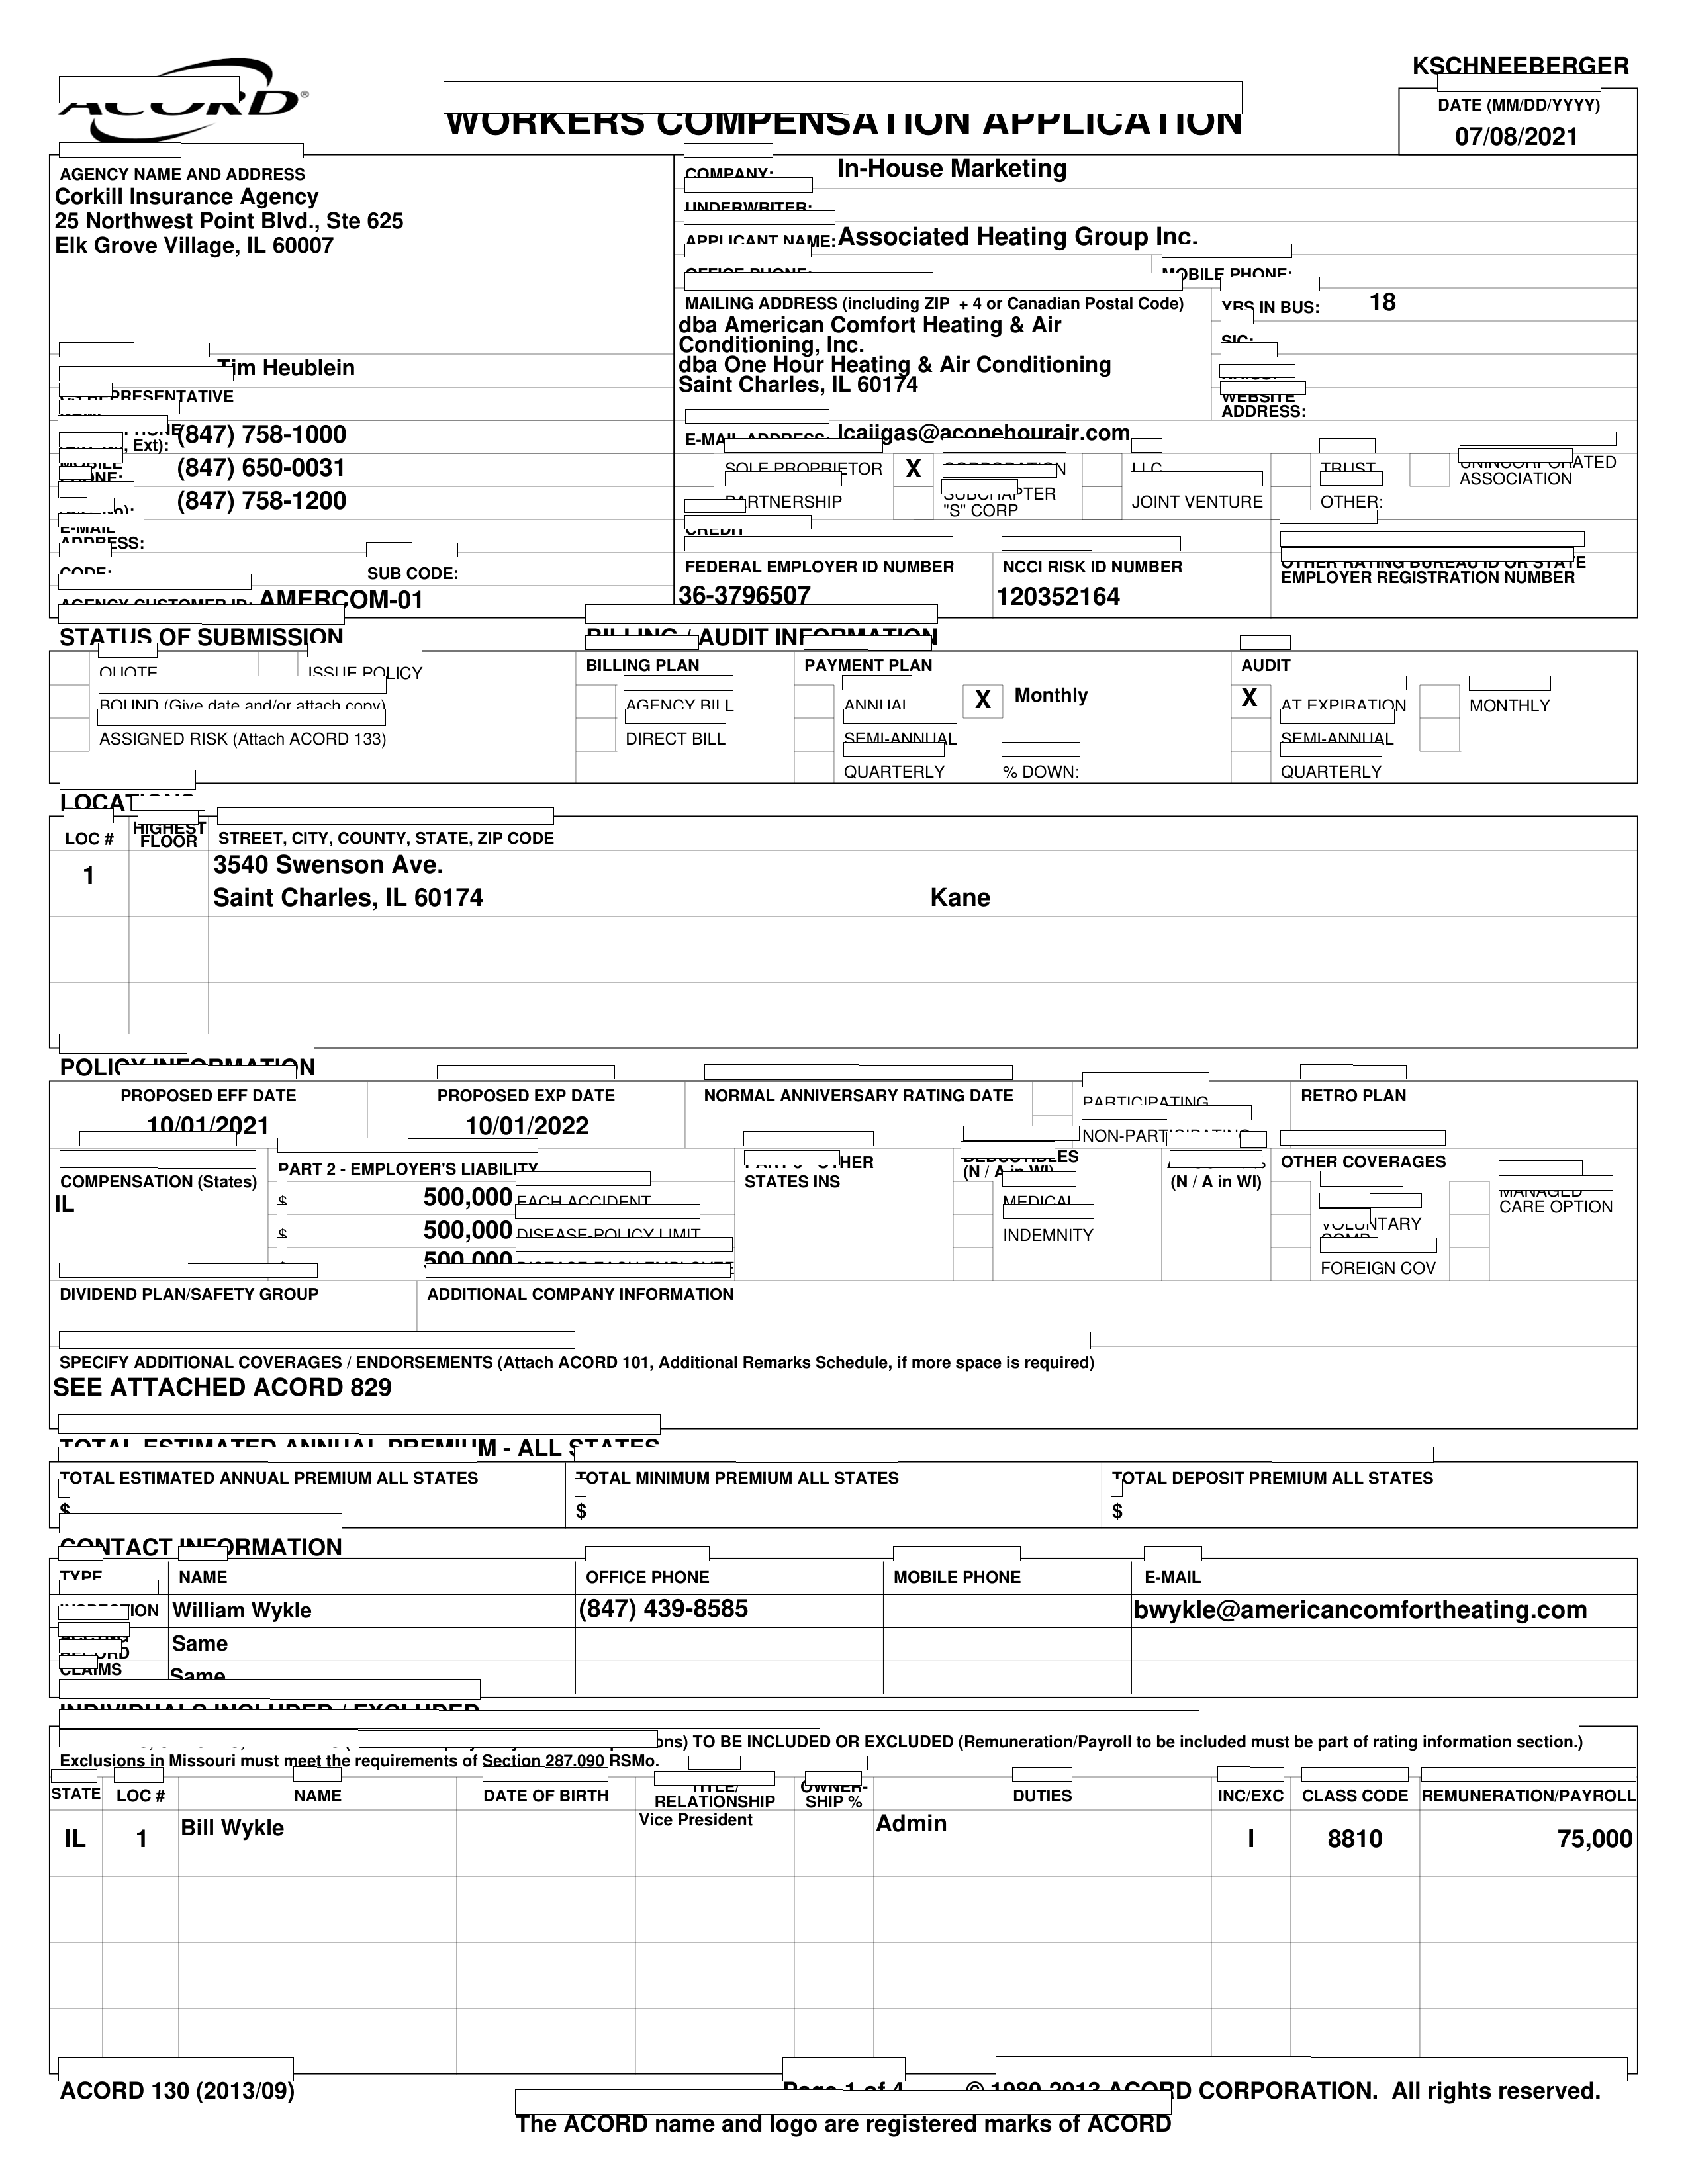 KSCHNEEBERGER
ACORD®
WORKERS COMPENSATION APPLICATION
DATE (MM/DD/YYYY)
07/08/2021
AGENCY NAME AND ADDRESS
Corkill Insurance Agency
25 Northwest Point Blvd., Ste 625
Elk Grove Village, IL 60007
Tim Heublein
CS REPRESENTATIVE
, Ext): (847) 758-1000
MOBILE PHONE: (847) 650-0031
(847) 758-1200
E-MAIL ADDRESS:
CODE: SUB CODE:
AGENCY CUSTOMER ID: AMERCOM-01
COMPANY: In-House Marketing
UNDERWRITER:
APPLICANT NAME: Associated Heating Group Inc.
OFFICE PHONE: MOBILE PHONE:
MAILING ADDRESS (including ZIP + 4 or Canadian Postal Code)
dba American Comfort Heating & Air
Conditioning, Inc.
dba One Hour Heating & Air Conditioning
Saint Charles, IL 60174
YRS IN BUS: 18
SIC:
WEBSITE
ADDRESS:
E-MAIL ADDRESS: lcajigas@aconehourair.com
SOLE PROPRIETOR X CORPORATION LLC TRUST UNINCORPORATED ASSOCIATION
PARTNERSHIP SUBCHAPTER "S" CORP JOINT VENTURE OTHER:
CREDIT
FEDERAL EMPLOYER ID NUMBER NCCI RISK ID NUMBER OTHER RATING BUREAU ID OR STATE EMPLOYER REGISTRATION NUMBER
36-3796507 120352164
STATUS OF SUBMISSION BILLING / AUDIT INFORMATION
QUOTE ISSUE POLICY BILLING PLAN PAYMENT PLAN AUDIT
BOUND (Give date and/or attach copy) AGENCY BILL ANNUAL X Monthly X AT EXPIRATION MONTHLY
ASSIGNED RISK (Attach ACORD 133) DIRECT BILL SEMI-ANNUAL SEMI-ANNUAL
QUARTERLY % DOWN: QUARTERLY
LOCATIONS
LOC # HIGHEST FLOOR STREET, CITY, COUNTY, STATE, ZIP CODE
1 3540 Swenson Ave.
Saint Charles, IL 60174 Kane
POLICY INFORMATION
PROPOSED EFF DATE PROPOSED EXP DATE NORMAL ANNIVERSARY RATING DATE PARTICIPATING RETRO PLAN
10/01/2021 10/01/2022 NON-PARTICIPATING
COMPENSATION (States) PART 2 - EMPLOYER'S LIABILITY PART 3 - OTHER STATES INS DEDUCTIBLES (N / A in WI) (N / A in WI) OTHER COVERAGES
IL $ 500,000 EACH ACCIDENT MEDICAL MANAGED CARE OPTION
$ 500,000 DISEASE-POLICY LIMIT INDEMNITY VOLUNTARY COMP
500,000 DISEASE-EACH EMPLOYEE FOREIGN COV
DIVIDEND PLAN/SAFETY GROUP ADDITIONAL COMPANY INFORMATION
SPECIFY ADDITIONAL COVERAGES / ENDORSEMENTS (Attach ACORD 101, Additional Remarks Schedule, if more space is required)
SEE ATTACHED ACORD 829
TOTAL ESTIMATED ANNUAL PREMIUM - ALL STATES
TOTAL ESTIMATED ANNUAL PREMIUM ALL STATES TOTAL MINIMUM PREMIUM ALL STATES TOTAL DEPOSIT PREMIUM ALL STATES
$ $ $
CONTACT INFORMATION
TYPE NAME OFFICE PHONE MOBILE PHONE E-MAIL
INSPECTION William Wykle (847) 439-8585 bwykle@americancomfortheating.com
ACCTNG RECORD Same
CLAIMS Same
INDIVIDUALS INCLUDED / EXCLUDED
ons) TO BE INCLUDED OR EXCLUDED (Remuneration/Payroll to be included must be part of rating information section.)
Exclusions in Missouri must meet the requirements of Section 287.090 RSMo.
STATE LOC # NAME DATE OF BIRTH TITLE/ RELATIONSHIP OWNER- SHIP % DUTIES INC/EXC CLASS CODE REMUNERATION/PAYROLL
IL 1 Bill Wykle Vice President Admin I 8810 75,000
ACORD 130 (2013/09) Page 1 of 4 © 1980-2013 ACORD CORPORATION. All rights reserved.
The ACORD name and logo are registered marks of ACORD